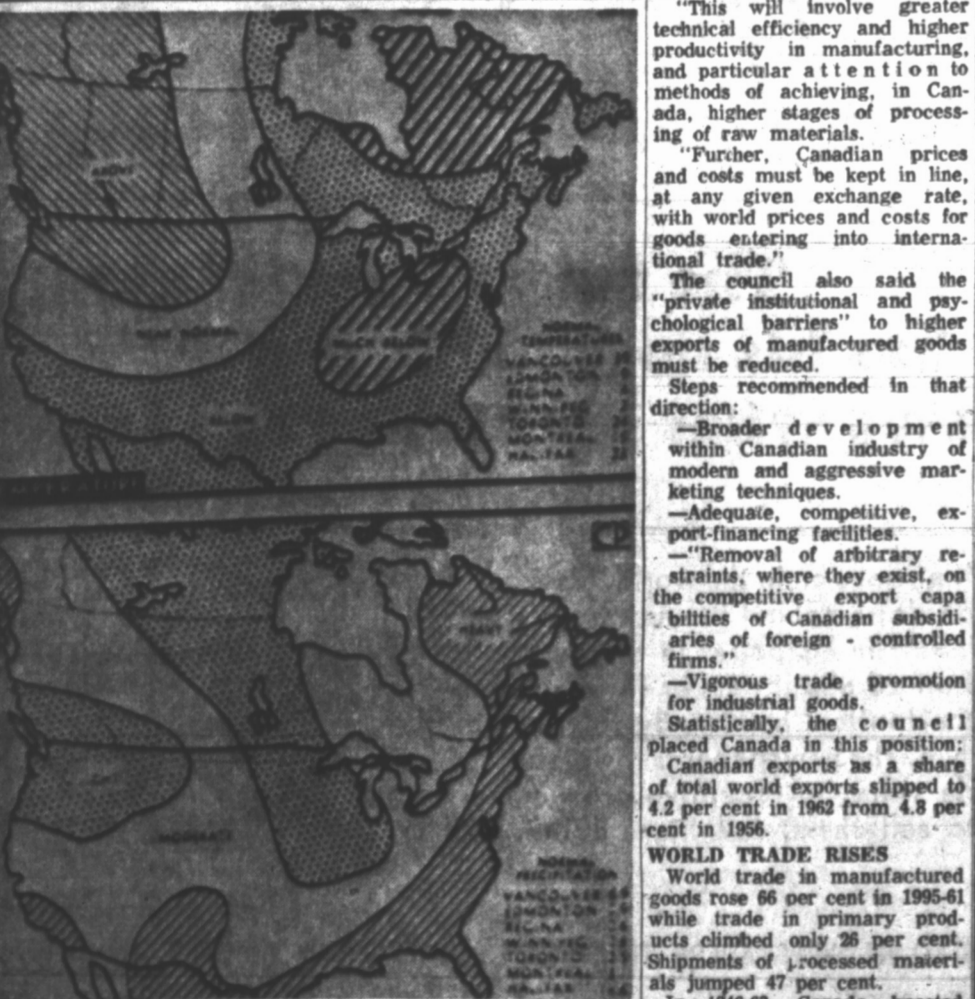 ABOVE
NEAR NORMAL
MUCH BELOW
BELOW
NORMAL
TEMPERATURES
VANCOUVER
EDMONTON
REGINA
WINNIPEG
TORONTO
MONTREAL
HALIFAX
CP
HEAVY
MODERATE
NORMAL
PRECIPITATION
VANCOUVER
EDMONTON
REGINA
WINNIPEG
TORONTO
MONTREAL
HALIFAX
"This will involve greater
technical efficiency and higher
productivity in manufacturing,
and particular attention to
methods of achieving, in Can-
ada, higher stages of process-
ing of raw materials.
"Furcher, Canadian prices
and costs must be kept in line,
at any given exchange rate,
with world prices and costs for
goods entering into interna-
tional trade."
The council also said the
"private institutional and psy-
chological barriers" to higher
exports of manufactured goods
must be reduced.
Steps recommended in that
direction:
—Broader development
within Canadian industry of
modern and aggressive mar-
keting techniques.
—Adequate, competitive, ex-
port-financing facilities.
—"Removal of arbitrary re-
straints, where they exist, on
the competitive export capa
bilities of Canadian subsidi-
aries of foreign - controlled
firms."
—Vigorous trade promotion
for industrial goods.
Statistically, the council
placed Canada in this position:
Canadian exports as a share
of total world exports slipped to
4.2 per cent in 1962 from 4.8 per
cent in 1956.
WORLD TRADE RISES
World trade in manufactured
goods rose 66 per cent in 1995-61
while trade in primary prod-
ucts climbed only 26 per cent.
Shipments of processed materi-
als jumped 47 per cent.